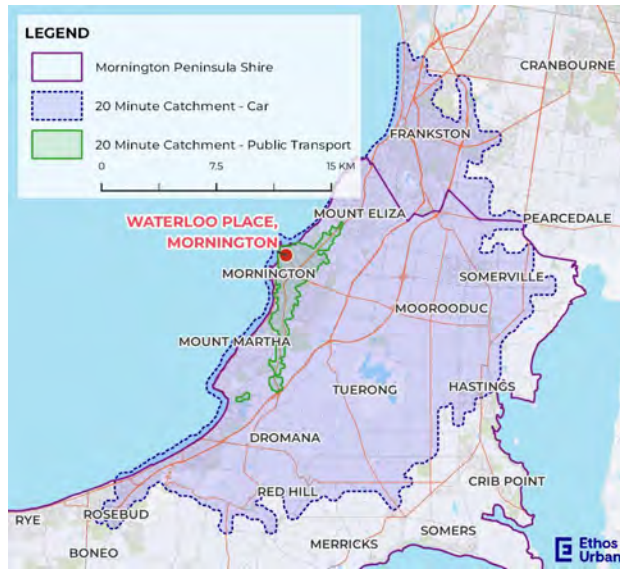 LEGEND
Mornington Peninsula Shire
20 Minute Catchment - Car
20 Minute Catchment - Public Transport
0 7.5 15 KM
CRANBOURNE
FRANKSTON
MOUNT ELIZA
PEARCEDALE
WATERLOO PLACE,
MORNINGTON
MORNINGTON
SOMERVILLE
MOOROODUC
MOUNT MARTHA
TUERONG
HASTINGS
DROMANA
CRIB POINT
RED HILL
RYE
ROSEBUD
SOMERS
MERRICKS
BONEO
Ethos
Urban